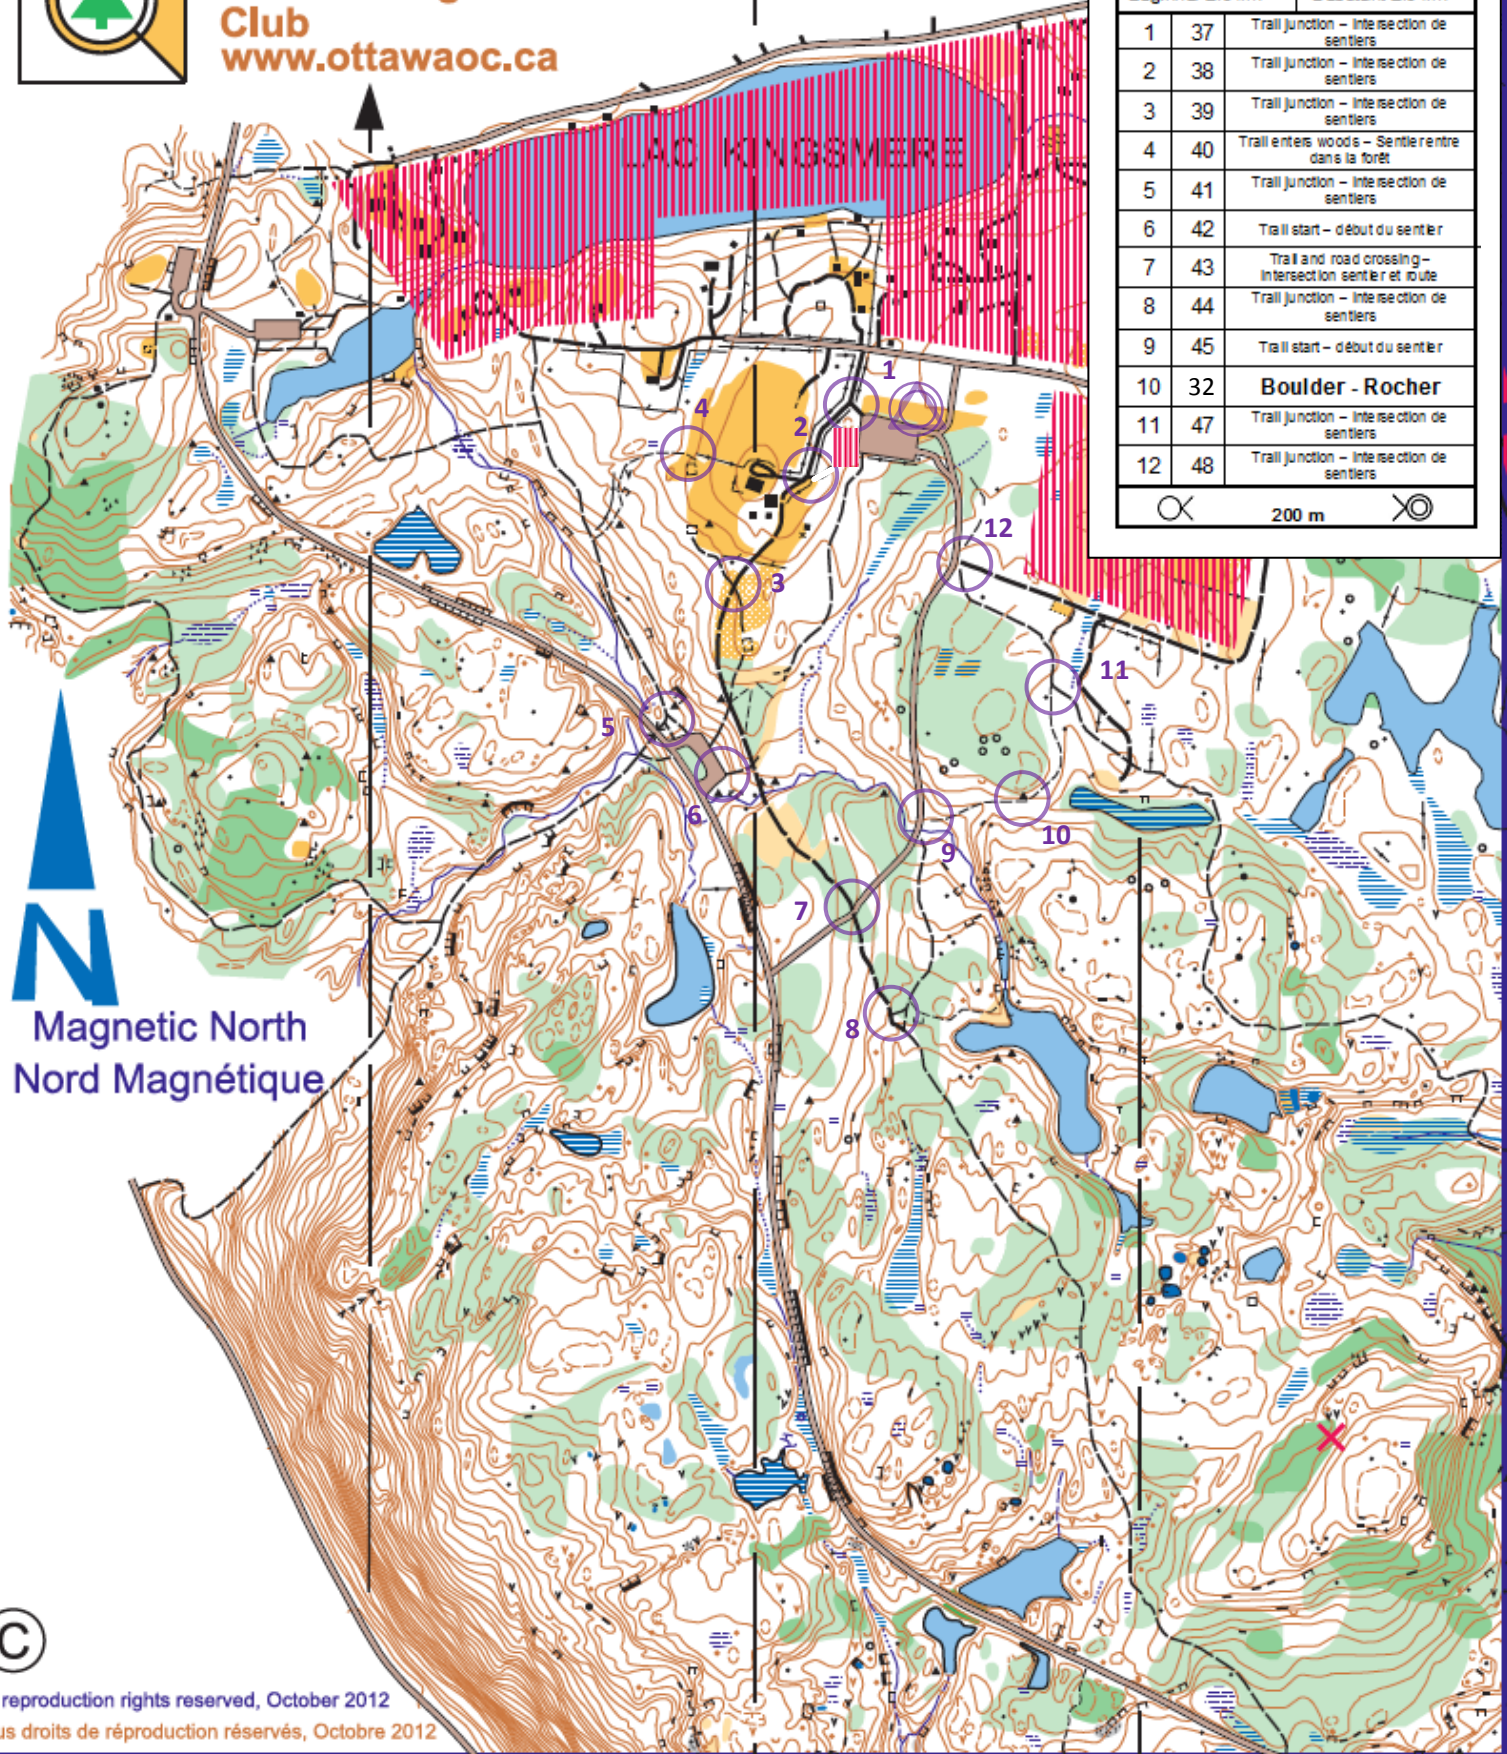 Club
www.ottawaoc.ca
1 37 Trail junction – Intersection de sentiers
2 38 Trail junction – Intersection de sentiers
3 39 Trail junction – Intersection de sentiers
4 40 Trail enters woods – Sentier entre dans la forêt
5 41 Trail junction – Intersection de sentiers
6 42 Trail start – début du sentier
7 43 Trail and road crossing – Intersection sentier et route
8 44 Trail junction – Intersection de sentiers
9 45 Trail start – début du sentier
10 32 Boulder - Rocher
11 47 Trail junction – Intersection de sentiers
12 48 Trail junction – Intersection de sentiers
200 m
LAC KINGSMERE
1
4
2
12
3
11
5
6
10
9
7
8
N
Magnetic North
Nord Magnétique
C
reproduction rights reserved, October 2012
us droits de réproduction réservés, Octobre 2012